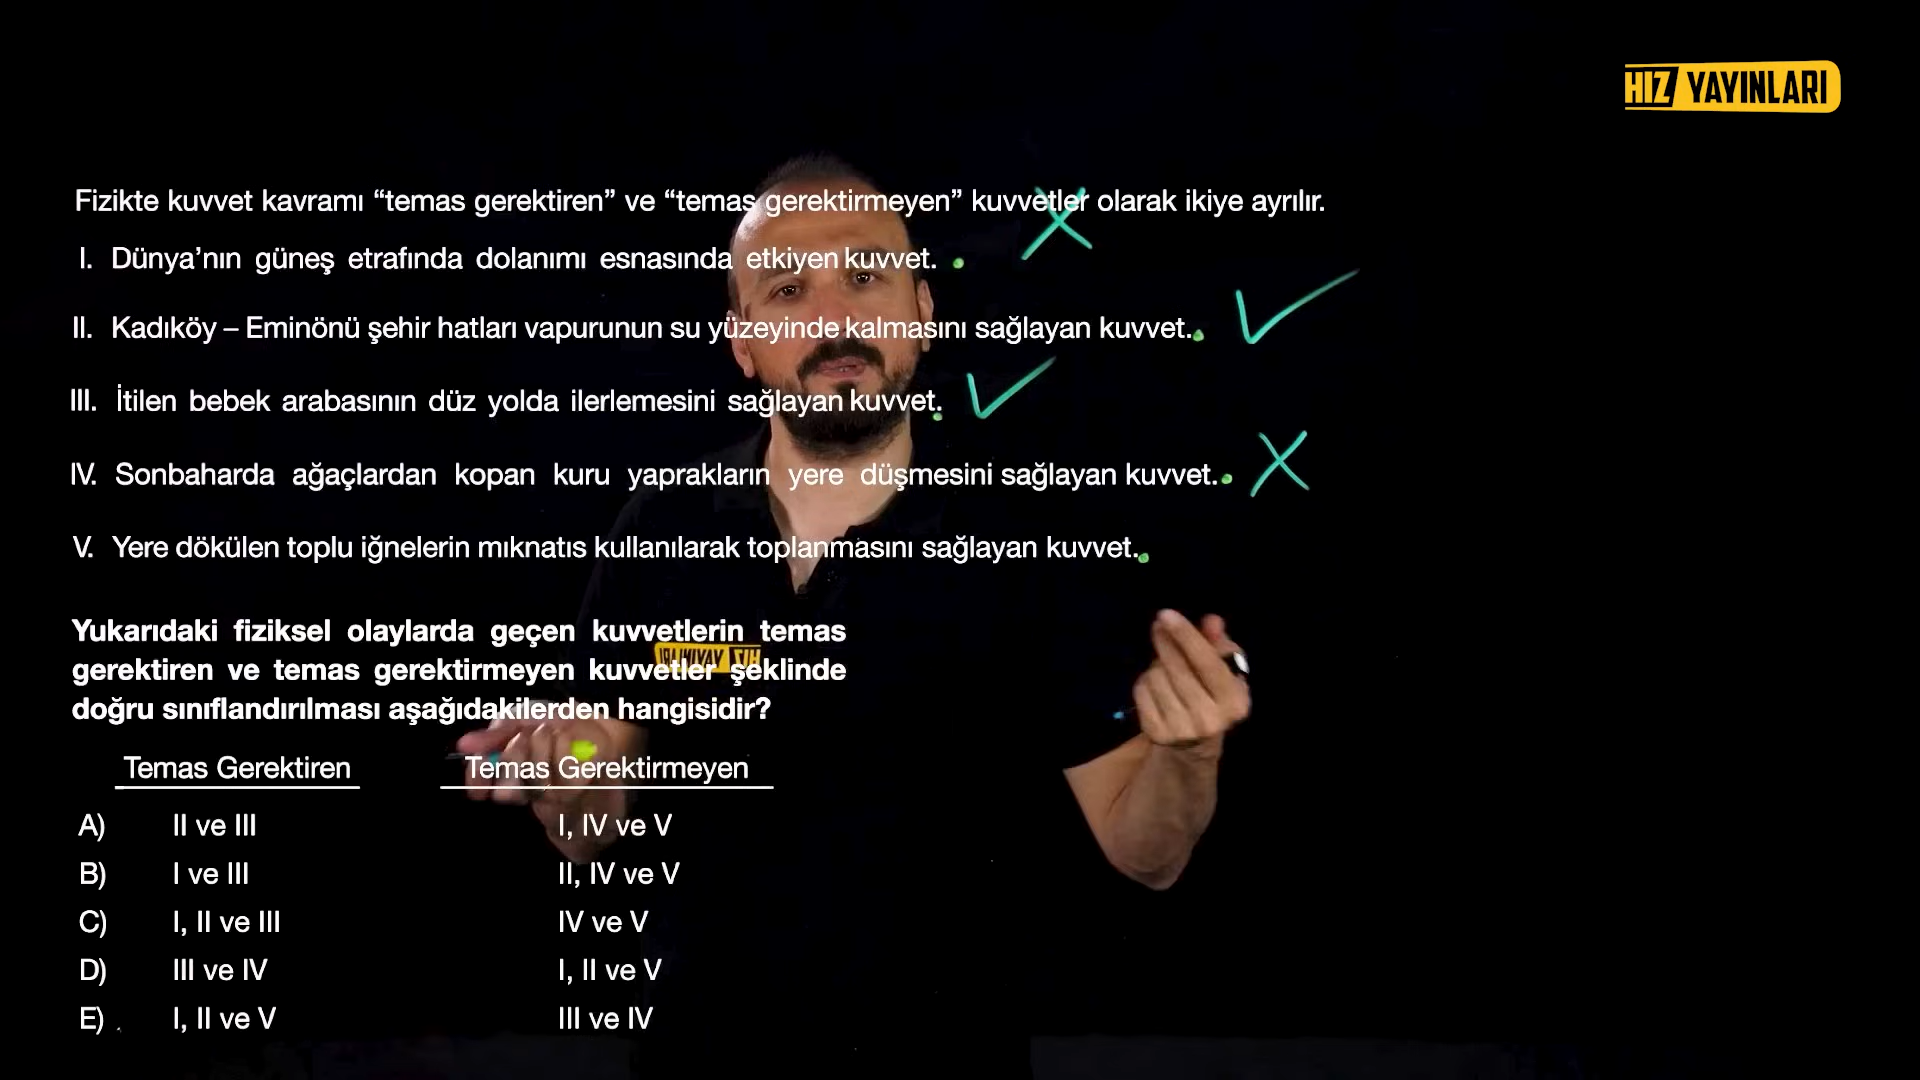 HIZ YAYINLARI
Fizikte kuvvet kavramı “temas gerektiren” ve “temas gerektirmeyen” kuvvetler olarak ikiye ayrılır.
I. Dünya’nın güneş etrafında dolanımı esnasında etkiyen kuvvet.
II. Kadıköy – Eminönü şehir hatları vapurunun su yüzeyinde kalmasını sağlayan kuvvet.
III. İtilen bebek arabasının düz yolda ilerlemesini sağlayan kuvvet.
IV. Sonbaharda ağaçlardan kopan kuru yaprakların yere düşmesini sağlayan kuvvet.
V. Yere dökülen toplu iğnelerin mıknatıs kullanılarak toplanmasını sağlayan kuvvet.
Yukarıdaki fiziksel olaylarda geçen kuvvetlerin temas
gerektiren ve temas gerektirmeyen kuvvetler şeklinde
doğru sınıflandırılması aşağıdakilerden hangisidir?
HIZ YAYINLARI
Temas Gerektiren Temas Gerektirmeyen
A) II ve III I, IV ve V
B) I ve III II, IV ve V
C) I, II ve III IV ve V
D) III ve IV I, II ve V
E) I, II ve V III ve IV